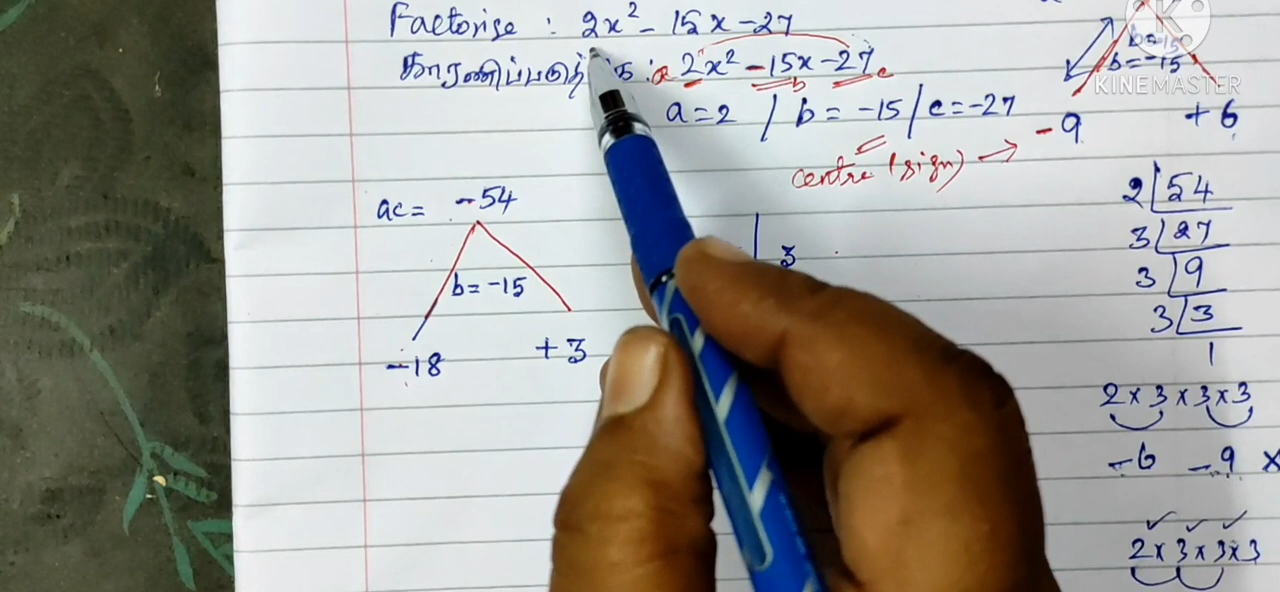 Factorise : 2x² - 15x - 27
: a 2x² - 15x - 27 c
b
a = 2 / b = -15 / c = -27
centre (sign) →
b = -15
b = -15
KINEMASTER
-9 +6
ac = -54
b = -15
-18 +3
3
2 | 54
3 | 27
3 | 9
3 | 3
1
2 x 3 x 3 x 3
-6 -9 x
2 x 3 x 3 x 3